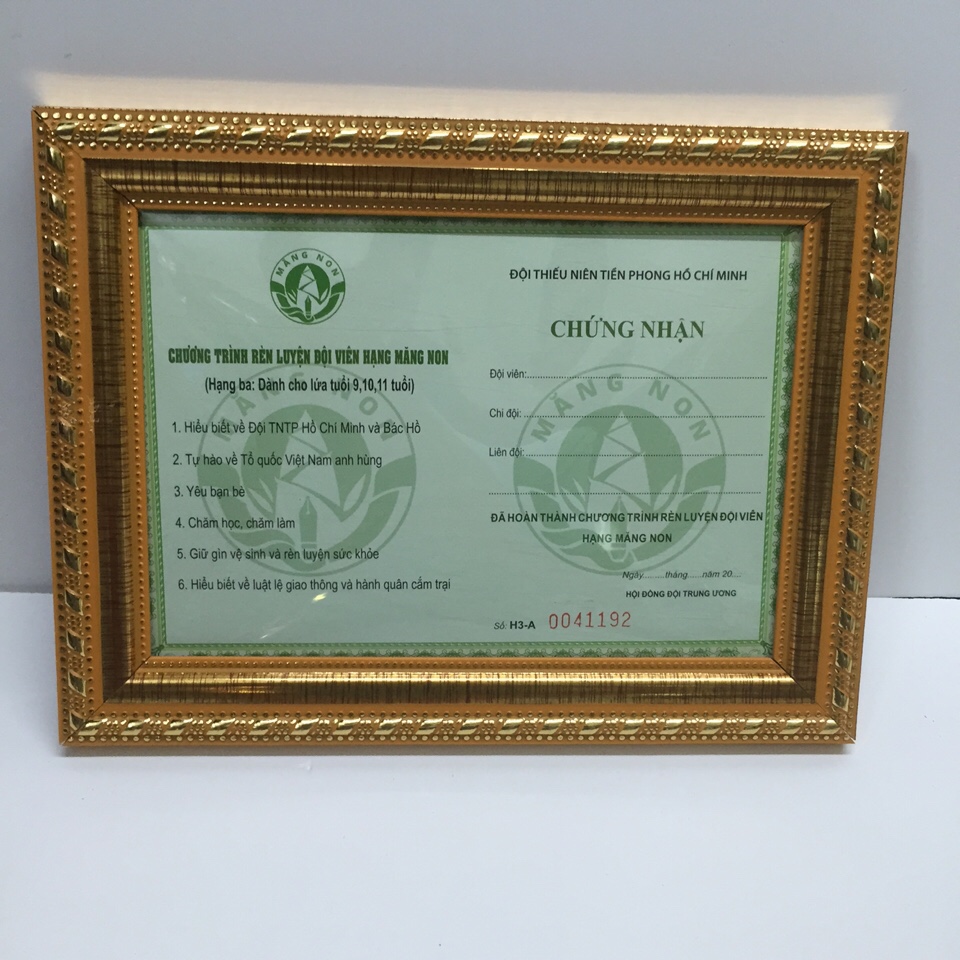 MĂNG NON
CHƯƠNG TRÌNH RÈN LUYỆN ĐỘI VIÊN HẠNG MĂNG NON
(Hạng ba: Dành cho lứa tuổi 9,10,11 tuổi)
1. Hiểu biết về Đội TNTP Hồ Chí Minh và Bác Hồ
2. Tự hào về Tổ quốc Việt Nam anh hùng
3. Yêu bạn bè
4. Chăm học, chăm làm
5. Giữ gìn vệ sinh và rèn luyện sức khỏe
6. Hiểu biết về luật lệ giao thông và hành quân cắm trại
MĂNG NON
ĐỘI THIẾU NIÊN TIỀN PHONG HỒ CHÍ MINH
CHỨNG NHẬN
Đội viên:
Chi đội:
Liên đội:
ĐÃ HOÀN THÀNH CHƯƠNG TRÌNH RÈN LUYỆN ĐỘI VIÊN
HẠNG MĂNG NON
Ngày.........tháng......năm 20....
HỘI ĐỒNG ĐỘI TRUNG ƯƠNG
Số: H3-A 0041192
MĂNG NON